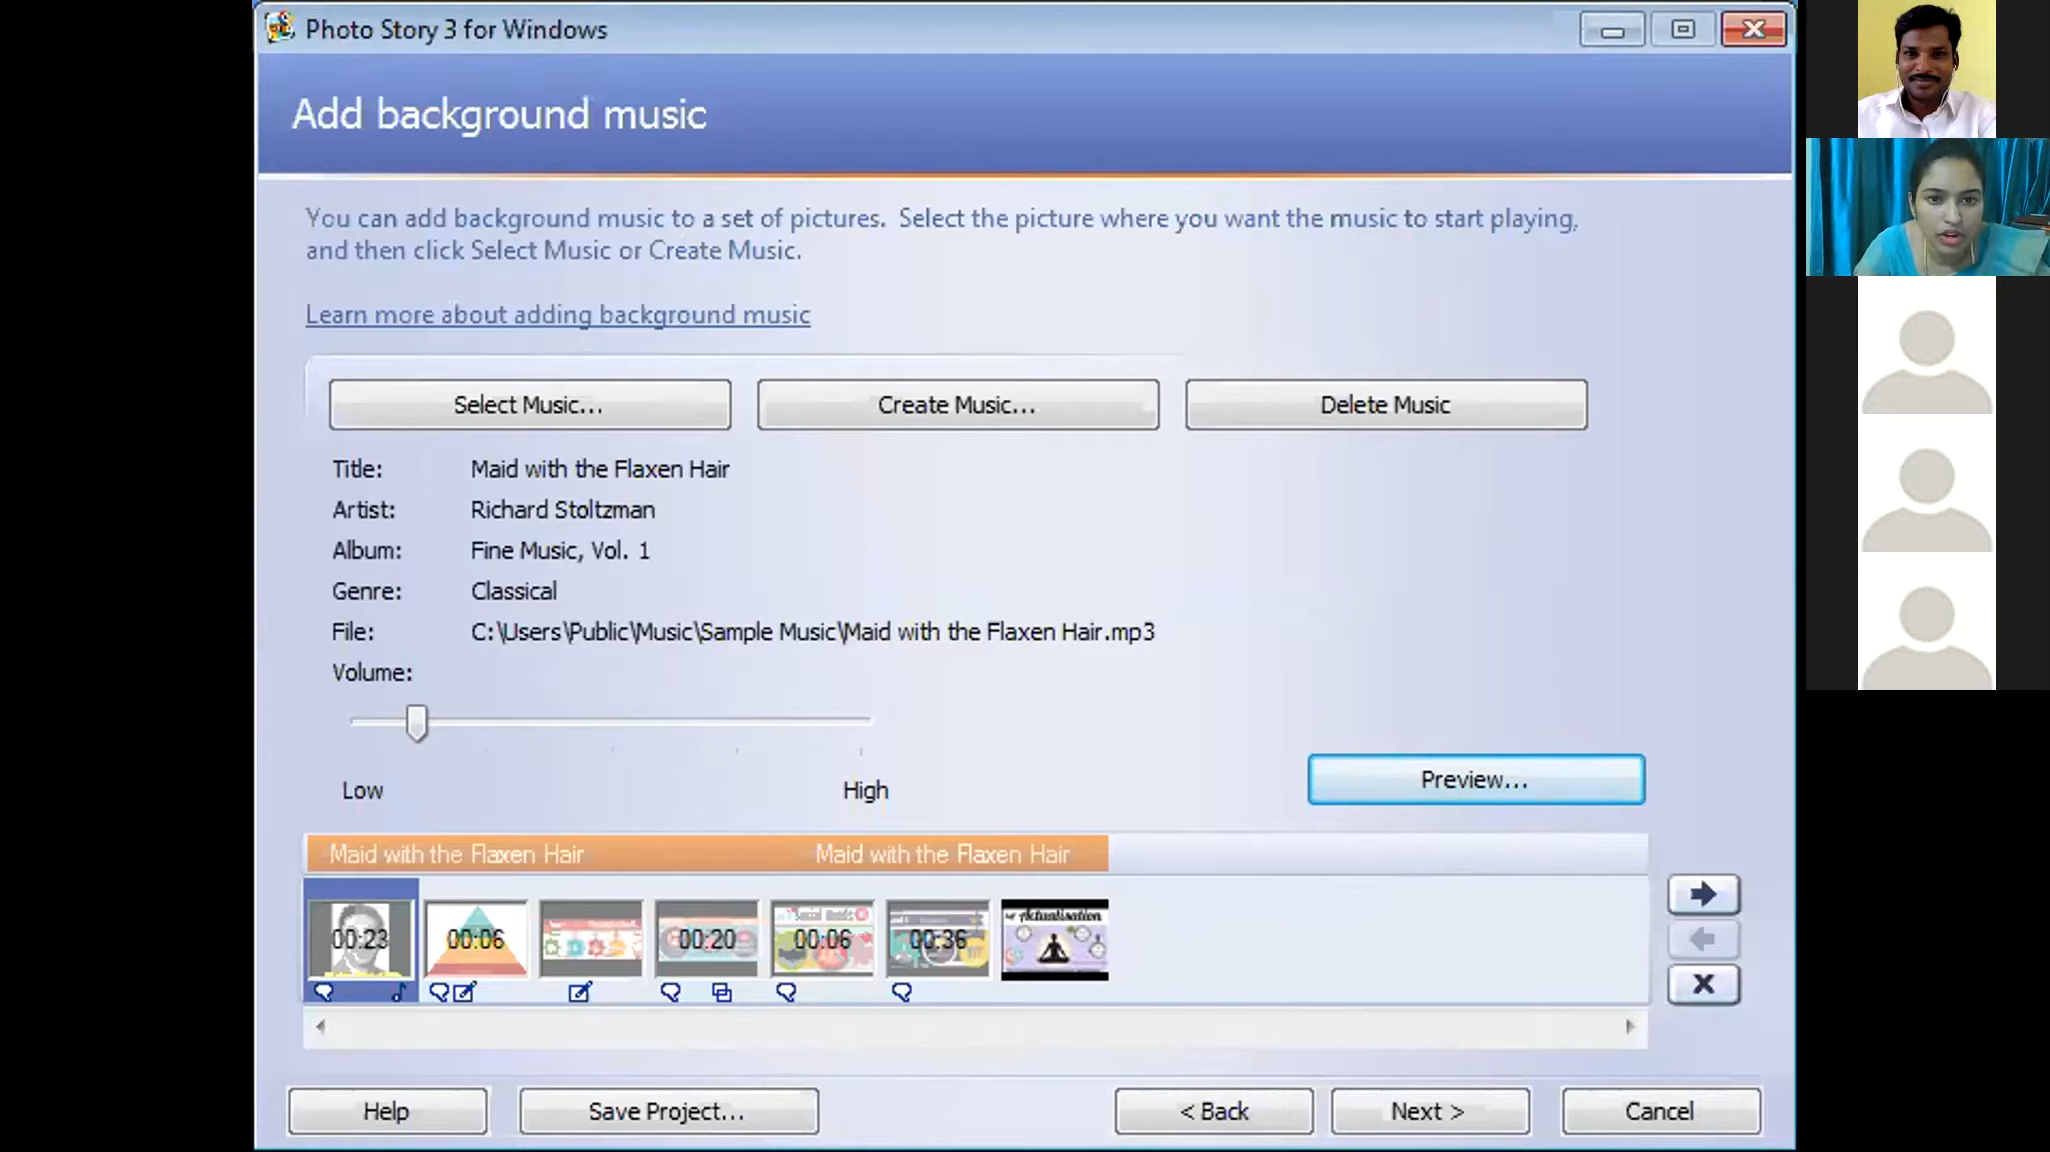 Photo Story 3 for Windows
Add background music
You can add background music to a set of pictures. Select the picture where you want the music to start playing,
and then click Select Music or Create Music.
Learn more about adding background music
Select Music...
Create Music...
Delete Music
Title: Maid with the Flaxen Hair
Artist: Richard Stoltzman
Album: Fine Music, Vol. 1
Genre: Classical
File: C:\Users\Public\Music\Sample Music\Maid with the Flaxen Hair.mp3
Volume:
Low
High
Preview...
Maid with the Flaxen Hair
Maid with the Flaxen Hair
00:23
00:06
00:20
00:06
00:36
Aktualisation
Help
Save Project...
< Back
Next >
Cancel